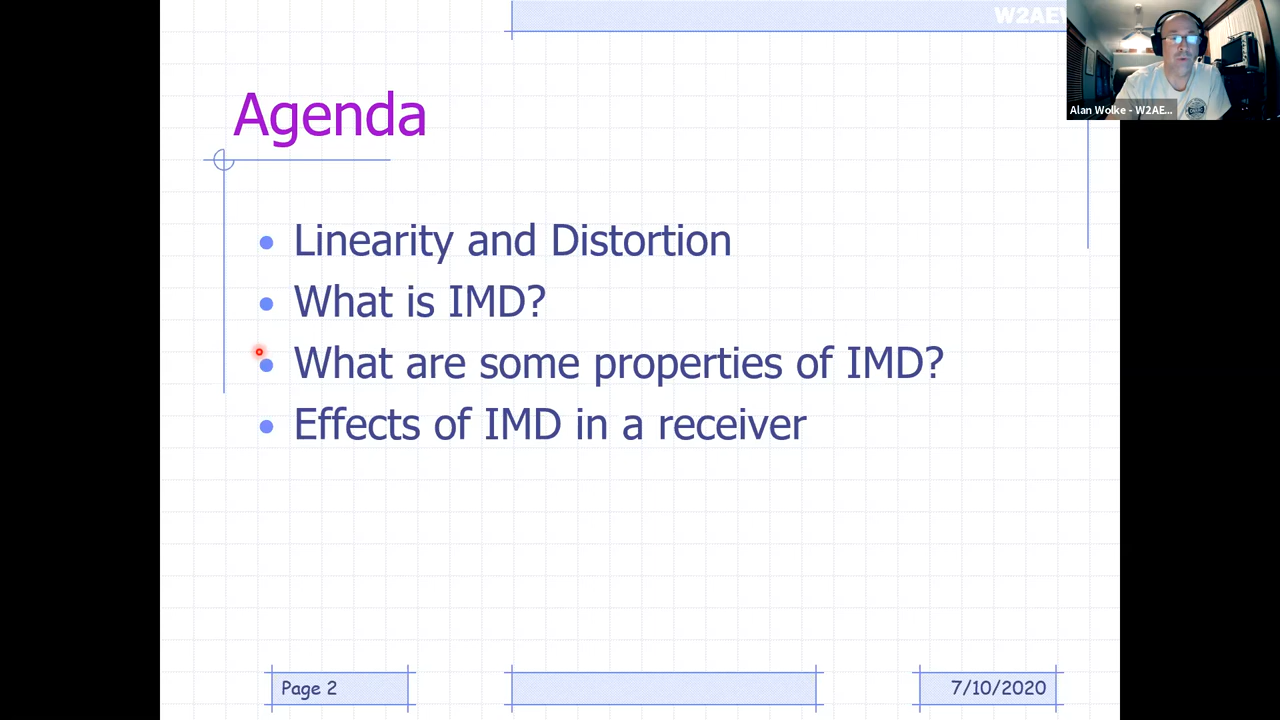 W2AE
Alan Wolke - W2AE...
Agenda
Linearity and Distortion
What is IMD?
What are some properties of IMD?
Effects of IMD in a receiver
Page 2
7/10/2020